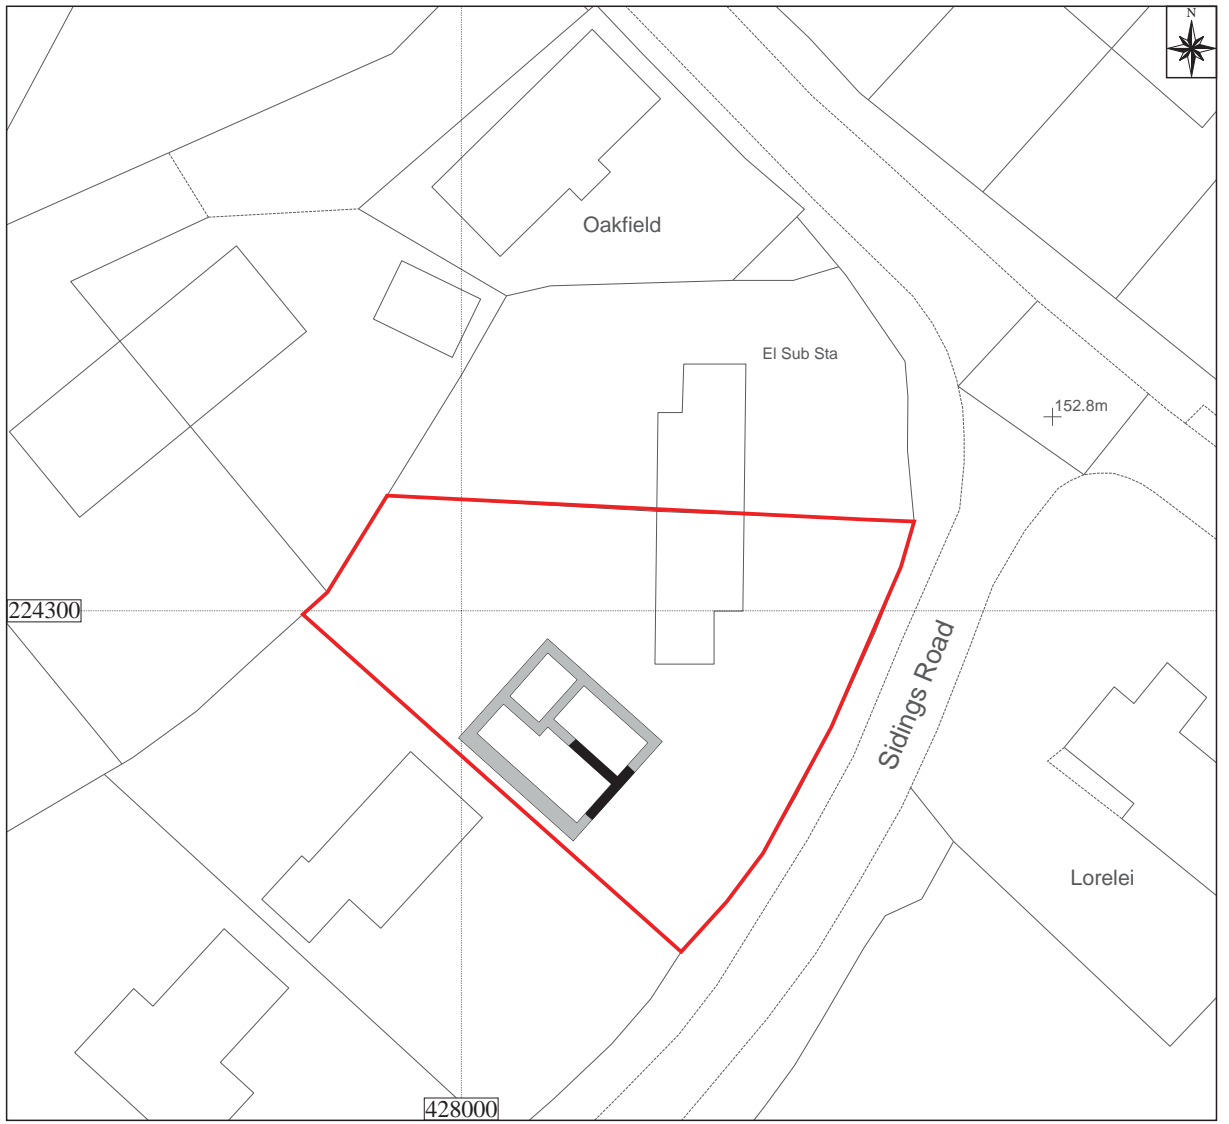 N
Oakfield
El Sub Sta
152.8m
224300
Sidings Road
Lorelei
428000